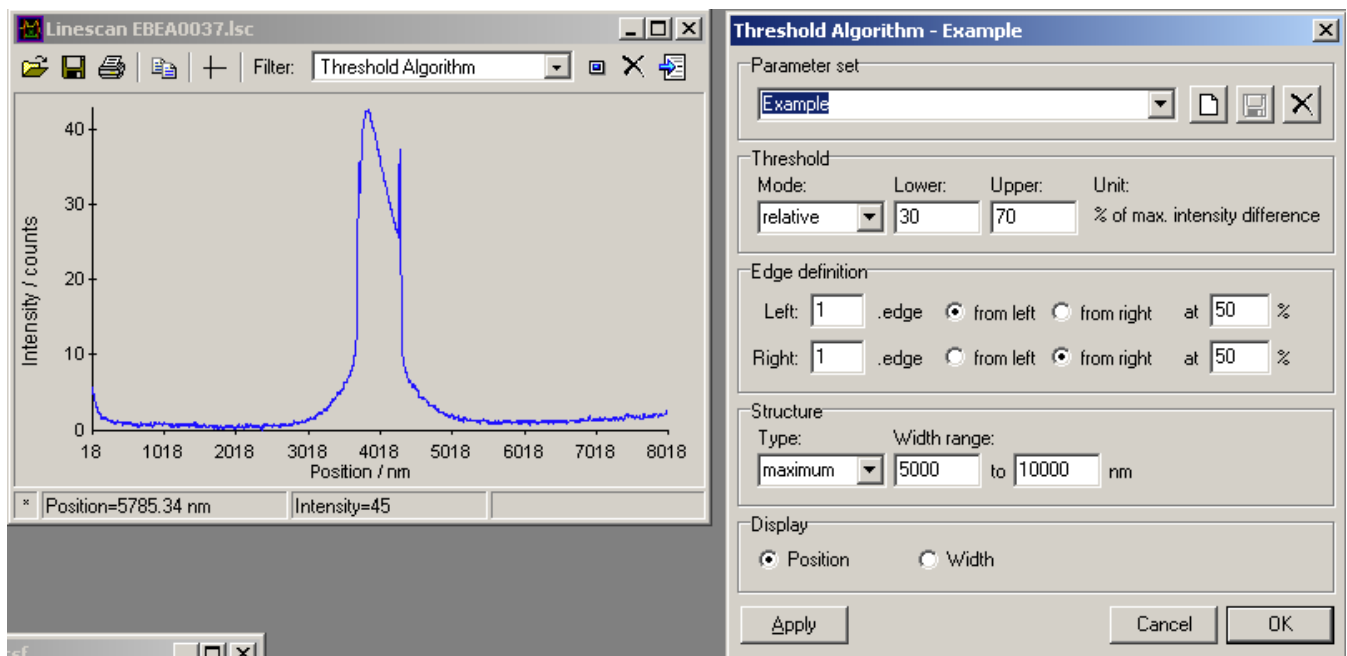 Linescan EBEA0037.lsc
Filter: Threshold Algorithm
Intensity / counts
40
30
20
10
0
18 1018 2018 3018 4018 5018 6018 7018 8018
Position / nm
* Position=5785.34 nm Intensity=45
Threshold Algorithm - Example
Parameter set
Example
Threshold
Mode: Lower: Upper: Unit:
relative 30 70 % of max. intensity difference
Edge definition
Left: 1 .edge from left from right at 50 %
Right: 1 .edge from left from right at 50 %
Structure
Type: Width range:
maximum 5000 to 10000 nm
Display
Position Width
Apply Cancel OK